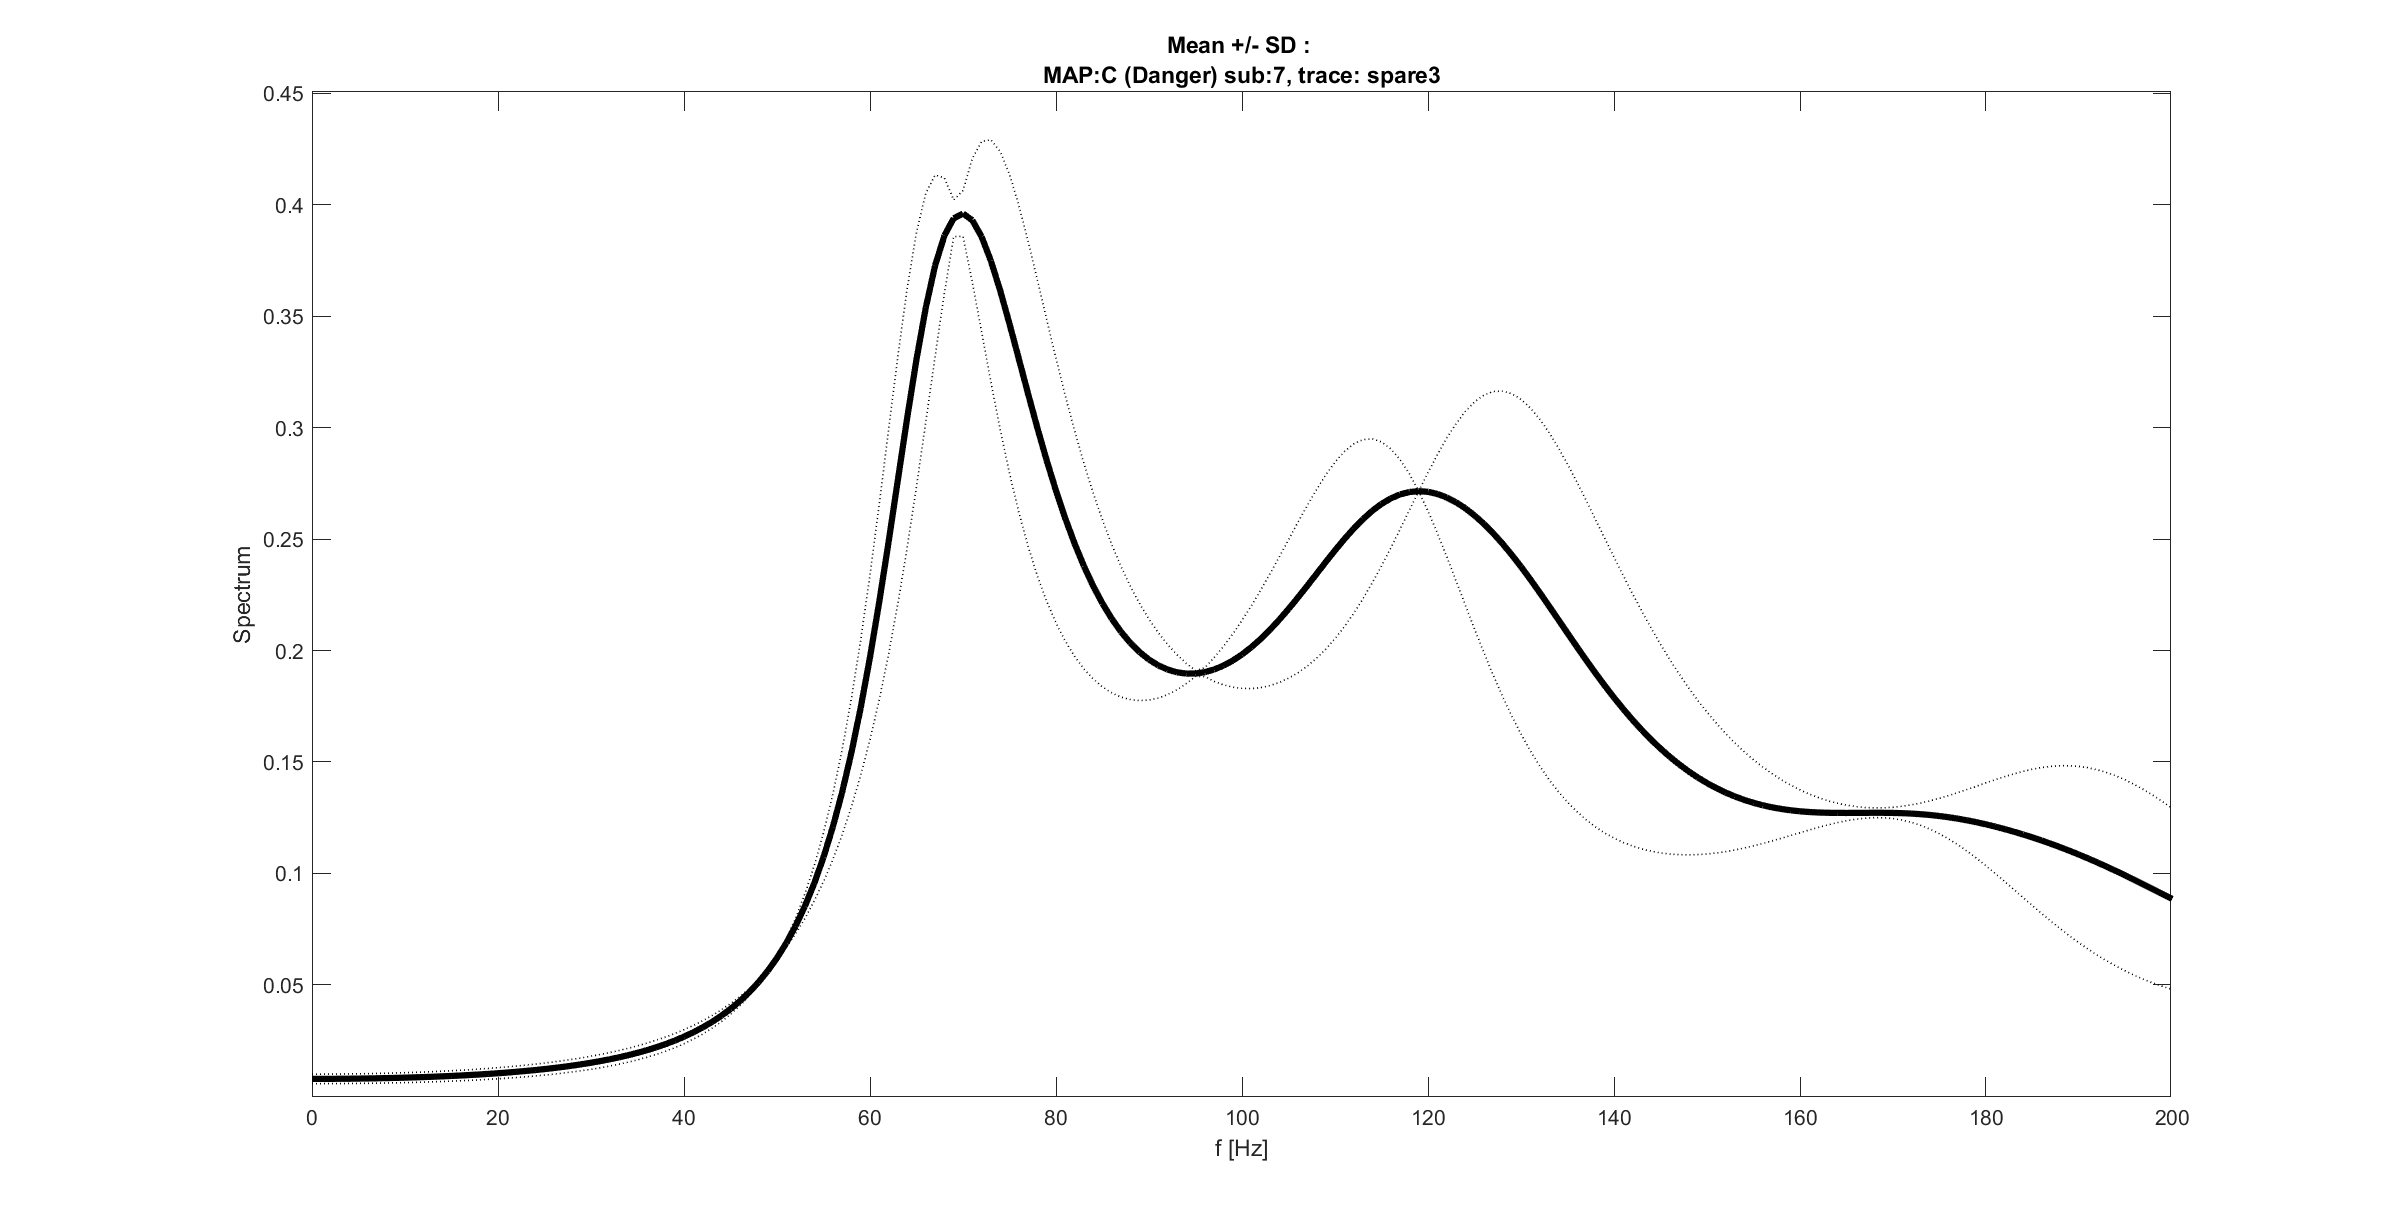 Mean +/- SD :
MAP:C (Danger) sub:7, trace: spare3
0.45
0.4
0.35
0.3
0.25
0.2
0.15
0.1
0.05
Spectrum
0 20 40 60 80 100 120 140 160 180 200
f [Hz]